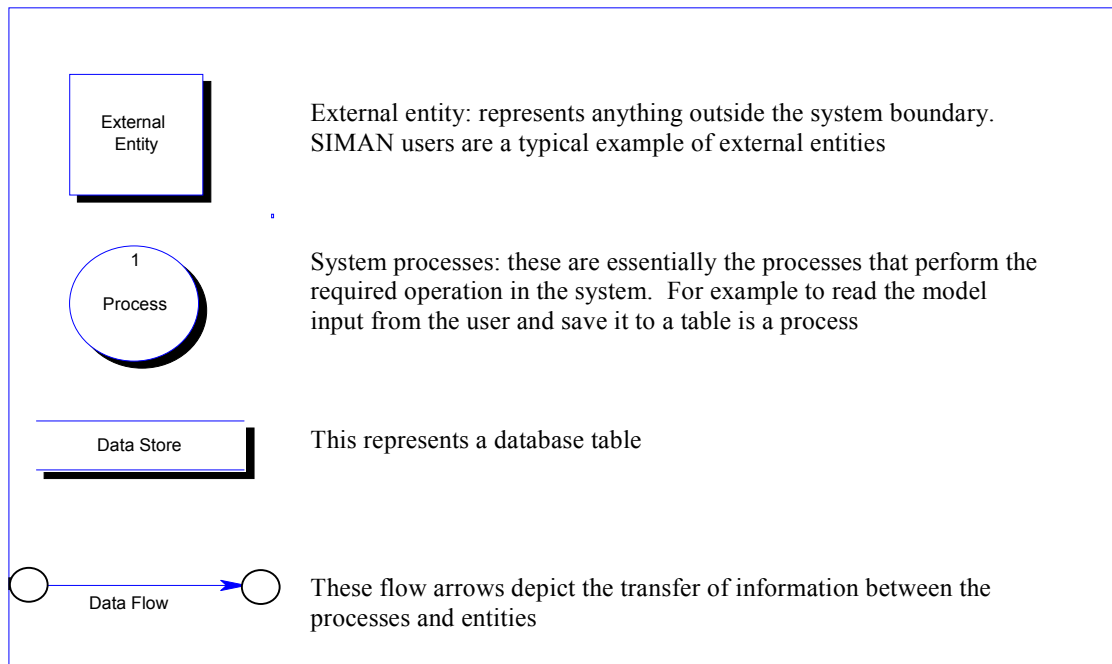 External
Entity
External entity: represents anything outside the system boundary.
SIMAN users are a typical example of external entities
1
Process
System processes: these are essentially the processes that perform the
required operation in the system.  For example to read the model
input from the user and save it to a table is a process
Data Store
This represents a database table
Data Flow
These flow arrows depict the transfer of information between the
processes and entities